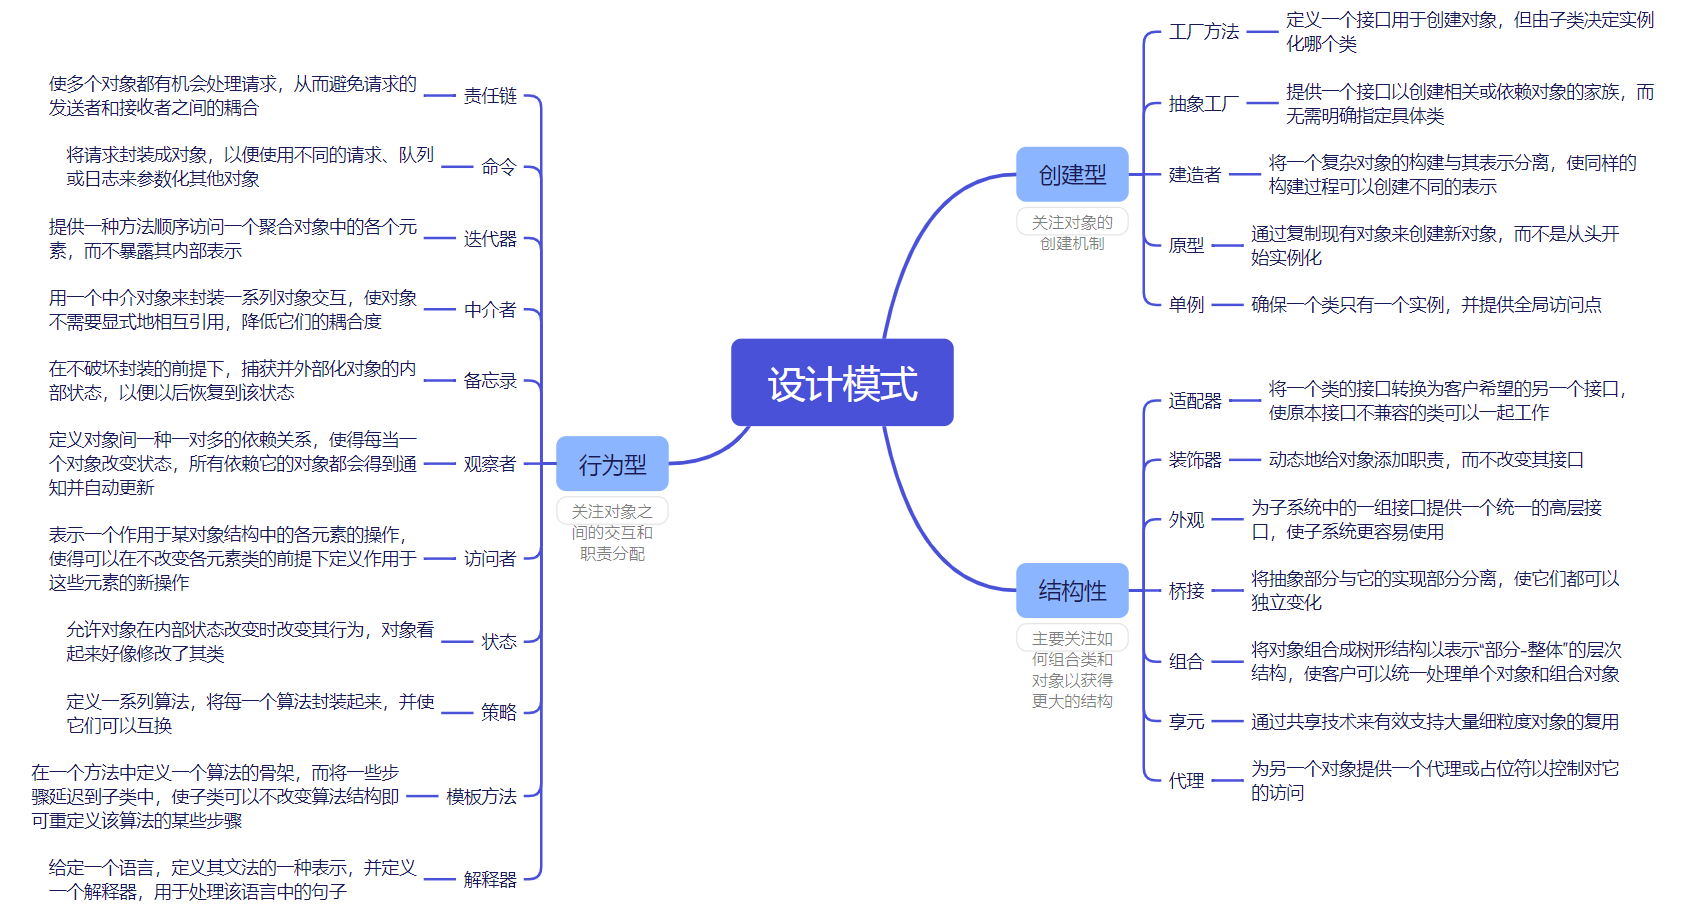 设计模式
创建型
关注对象的
创建机制
工厂方法
定义一个接口用于创建对象，但由子类决定实例
化哪个类
抽象工厂
提供一个接口以创建相关或依赖对象的家族，而
无需明确指定具体类
建造者
将一个复杂对象的构建与其表示分离，使同样的
构建过程可以创建不同的表示
原型
通过复制现有对象来创建新对象，而不是从头开
始实例化
单例
确保一个类只有一个实例，并提供全局访问点
结构性
主要关注如
何组合类和
对象以获得
更大的结构
适配器
将一个类的接口转换为客户希望的另一个接口，
使原本接口不兼容的类可以一起工作
装饰器
动态地给对象添加职责，而不改变其接口
外观
为子系统中的一组接口提供一个统一的高层接
口，使子系统更容易使用
桥接
将抽象部分与它的实现部分分离，使它们都可以
独立变化
组合
将对象组合成树形结构以表示“部分-整体”的层次
结构，使客户可以统一处理单个对象和组合对象
享元
通过共享技术来有效支持大量细粒度对象的复用
代理
为另一个对象提供一个代理或占位符以控制对它
的访问
行为型
关注对象之
间的交互和
职责分配
责任链
使多个对象都有机会处理请求，从而避免请求的
发送者和接收者之间的耦合
命令
将请求封装成对象，以便使用不同的请求、队列
或日志来参数化其他对象
迭代器
提供一种方法顺序访问一个聚合对象中的各个元
素，而不暴露其内部表示
中介者
用一个中介对象来封装一系列对象交互，使对象
不需要显式地相互引用，降低它们的耦合度
备忘录
在不破坏封装的前提下，捕获并外部化对象的内
部状态，以便以后恢复到该状态
观察者
定义对象间一种一对多的依赖关系，使得每当一
个对象改变状态，所有依赖它的对象都会得到通
知并自动更新
访问者
表示一个作用于某对象结构中的各元素的操作，
使得可以在不改变各元素类的前提下定义作用于
这些元素的新操作
状态
允许对象在内部状态改变时改变其行为，对象看
起来好像修改了其类
策略
定义一系列算法，将每一个算法封装起来，并使
它们可以互换
模板方法
在一个方法中定义一个算法的骨架，而将一些步
骤延迟到子类中，使子类可以不改变算法结构即
可重定义该算法的某些步骤
解释器
给定一个语言，定义其文法的一种表示，并定义
一个解释器，用于处理该语言中的句子